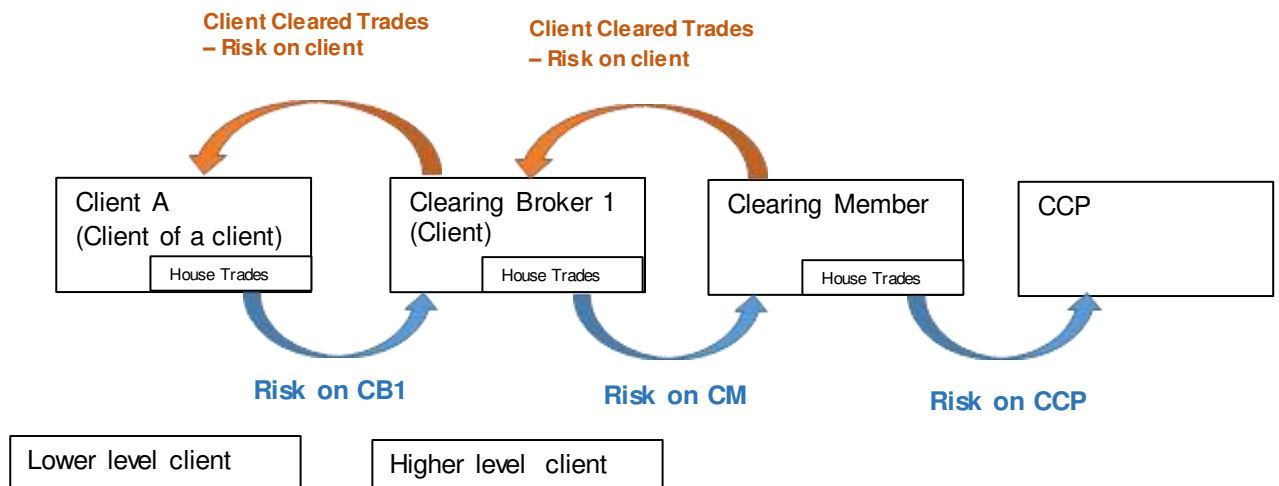 Client Cleared Trades
– Risk on client
Client Cleared Trades
– Risk on client
Client A
(Client of a client)
House Trades
Clearing Broker 1
(Client)
House Trades
Clearing Member
House Trades
CCP
Risk on CB1
Risk on CM
Risk on CCP
Lower level client
Higher level client